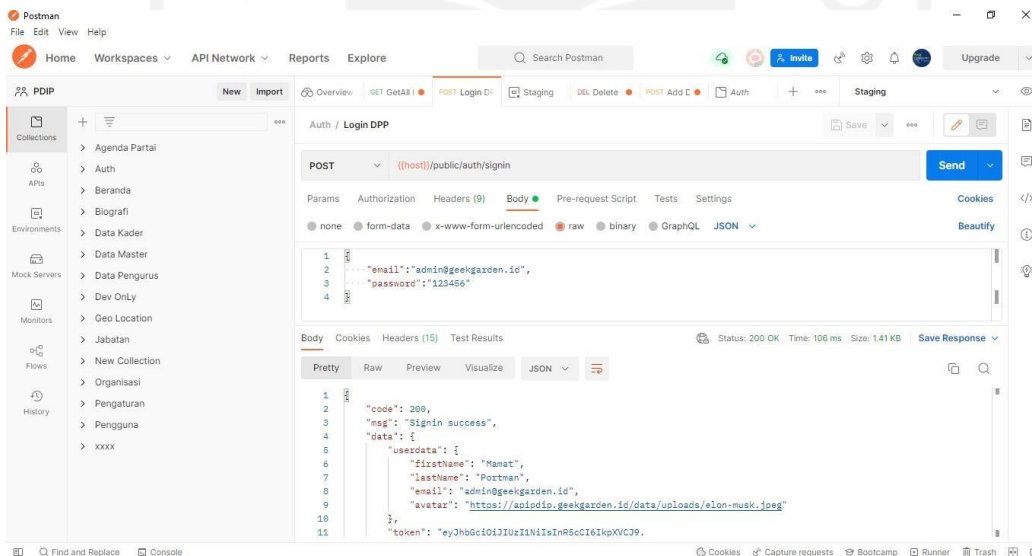 Postman
File Edit View Help
Home Workspaces API Network Reports Explore Search Postman Invite Upgrade
PDIP New Import Overview GET GetAll I POST Login DF Staging DEL Delete POST Add D Auth Staging
Collections
APIs
Environments
Mock Servers
Monitors
Flows
History
Agenda Partai
Auth
Beranda
Biografi
Data Kader
Data Master
Data Pengurus
Dev OnLy
Geo Location
Jabatan
New Collection
Organisasi
Pengaturan
Pengguna
xxxx
Auth / Login DPP Save
POST {{host}}/public/auth/signin Send
Params Authorization Headers (9) Body Pre-request Script Tests Settings Cookies
none form-data x-www-form-urlencoded raw binary GraphQL JSON Beautify
1 {
2 "email":"admin@geekgarden.id",
3 "password":"123456"
4 }
Body Cookies Headers (15) Test Results Status: 200 OK Time: 106 ms Size: 1.41 KB Save Response
Pretty Raw Preview Visualize JSON
1 {
2 "code": 200,
3 "msg": "Signin success",
4 "data": {
5 "userdata": {
6 "firstName": "Mamat",
7 "lastName": "Portman",
8 "email": "admin@geekgarden.id",
9 "avatar": "https://apipdip.geekgarden.id/data/uploads/elon-musk.jpeg"
10 },
11 "token": "eyJhbGciOiJIUzI1NiIsInR5cCI6IkpXVCJ9.
Find and Replace Console Cookies Capture requests Bootcamp Runner Trash